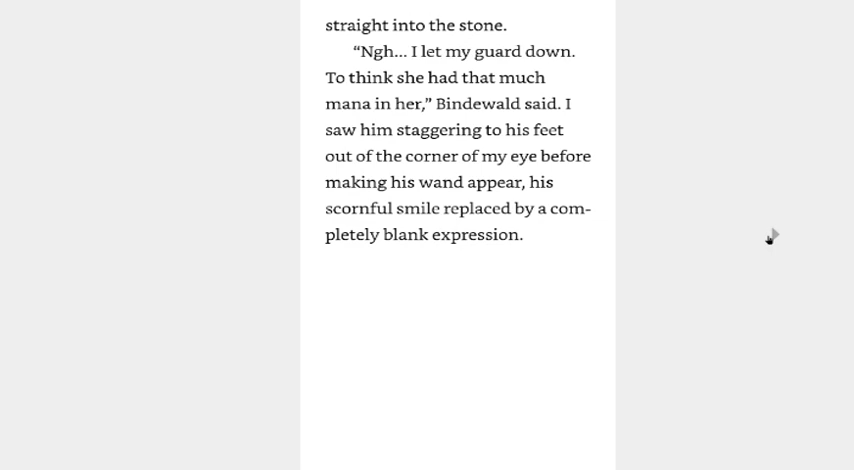 straight into the stone.
“Ngh... I let my guard down.
To think she had that much
mana in her,” Bindewald said. I
saw him staggering to his feet
out of the corner of my eye before
making his wand appear, his
scornful smile replaced by a com-
pletely blank expression.